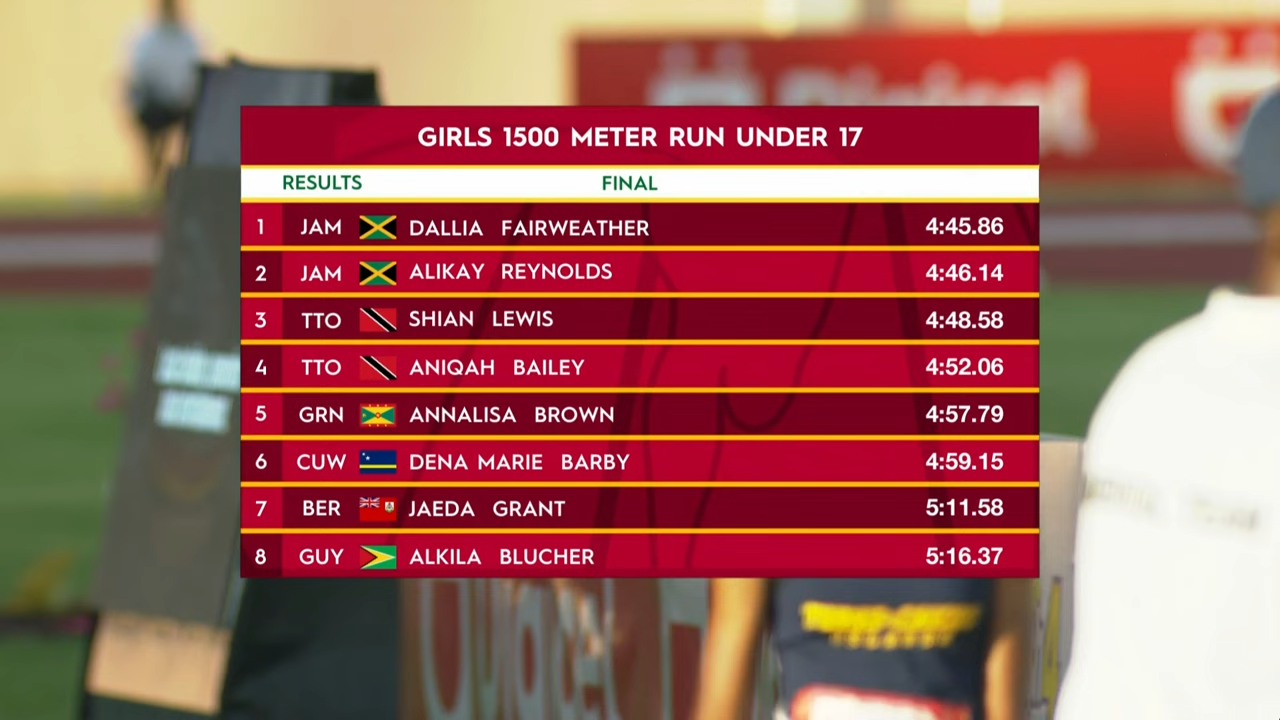 GIRLS 1500 METER RUN UNDER 17
RESULTS FINAL
1 JAM DALLIA FAIRWEATHER 4:45.86
2 JAM ALIKAY REYNOLDS 4:46.14
3 TTO SHIAN LEWIS 4:48.58
4 TTO ANIQAH BAILEY 4:52.06
5 GRN ANNALISA BROWN 4:57.79
6 CUW DENA MARIE BARBY 4:59.15
7 BER JAEDA GRANT 5:11.58
8 GUY ALKILA BLUCHER 5:16.37